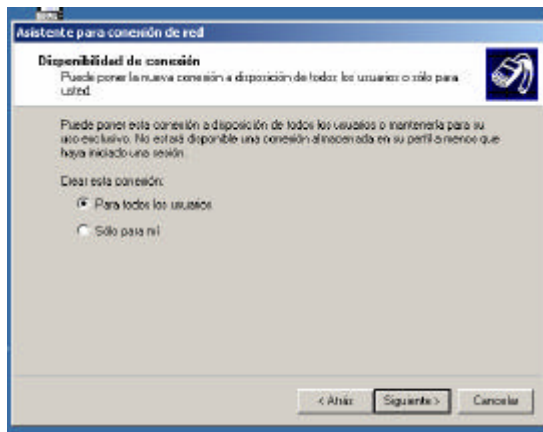 Asistente para conexión de red
Disponibilidad de conexión
Puede poner la nueva conexión a disposición de todos los usuarios o sólo para
usted.
Puede poner esta conexión a disposición de todos los usuarios o mantenerla para su
uso exclusivo. No estará disponible una conexión almacenada en su perfil a menos que
haya iniciado una sesión.
Crear esta conexión:
Para todos los usuarios
Sólo para mí
< Atrás
Siguiente >
Cancelar